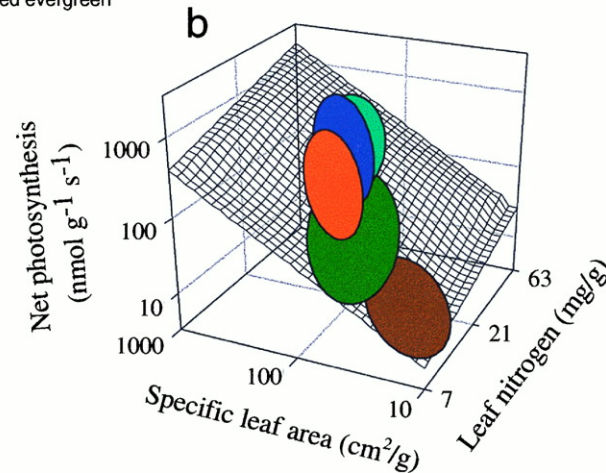 ed evergreen
b
Net photosynthesis
(nmol g⁻¹ s⁻¹)
1000
100
10
1000
100
10
Specific leaf area (cm²/g)
63
21
7
Leaf nitrogen (mg/g)